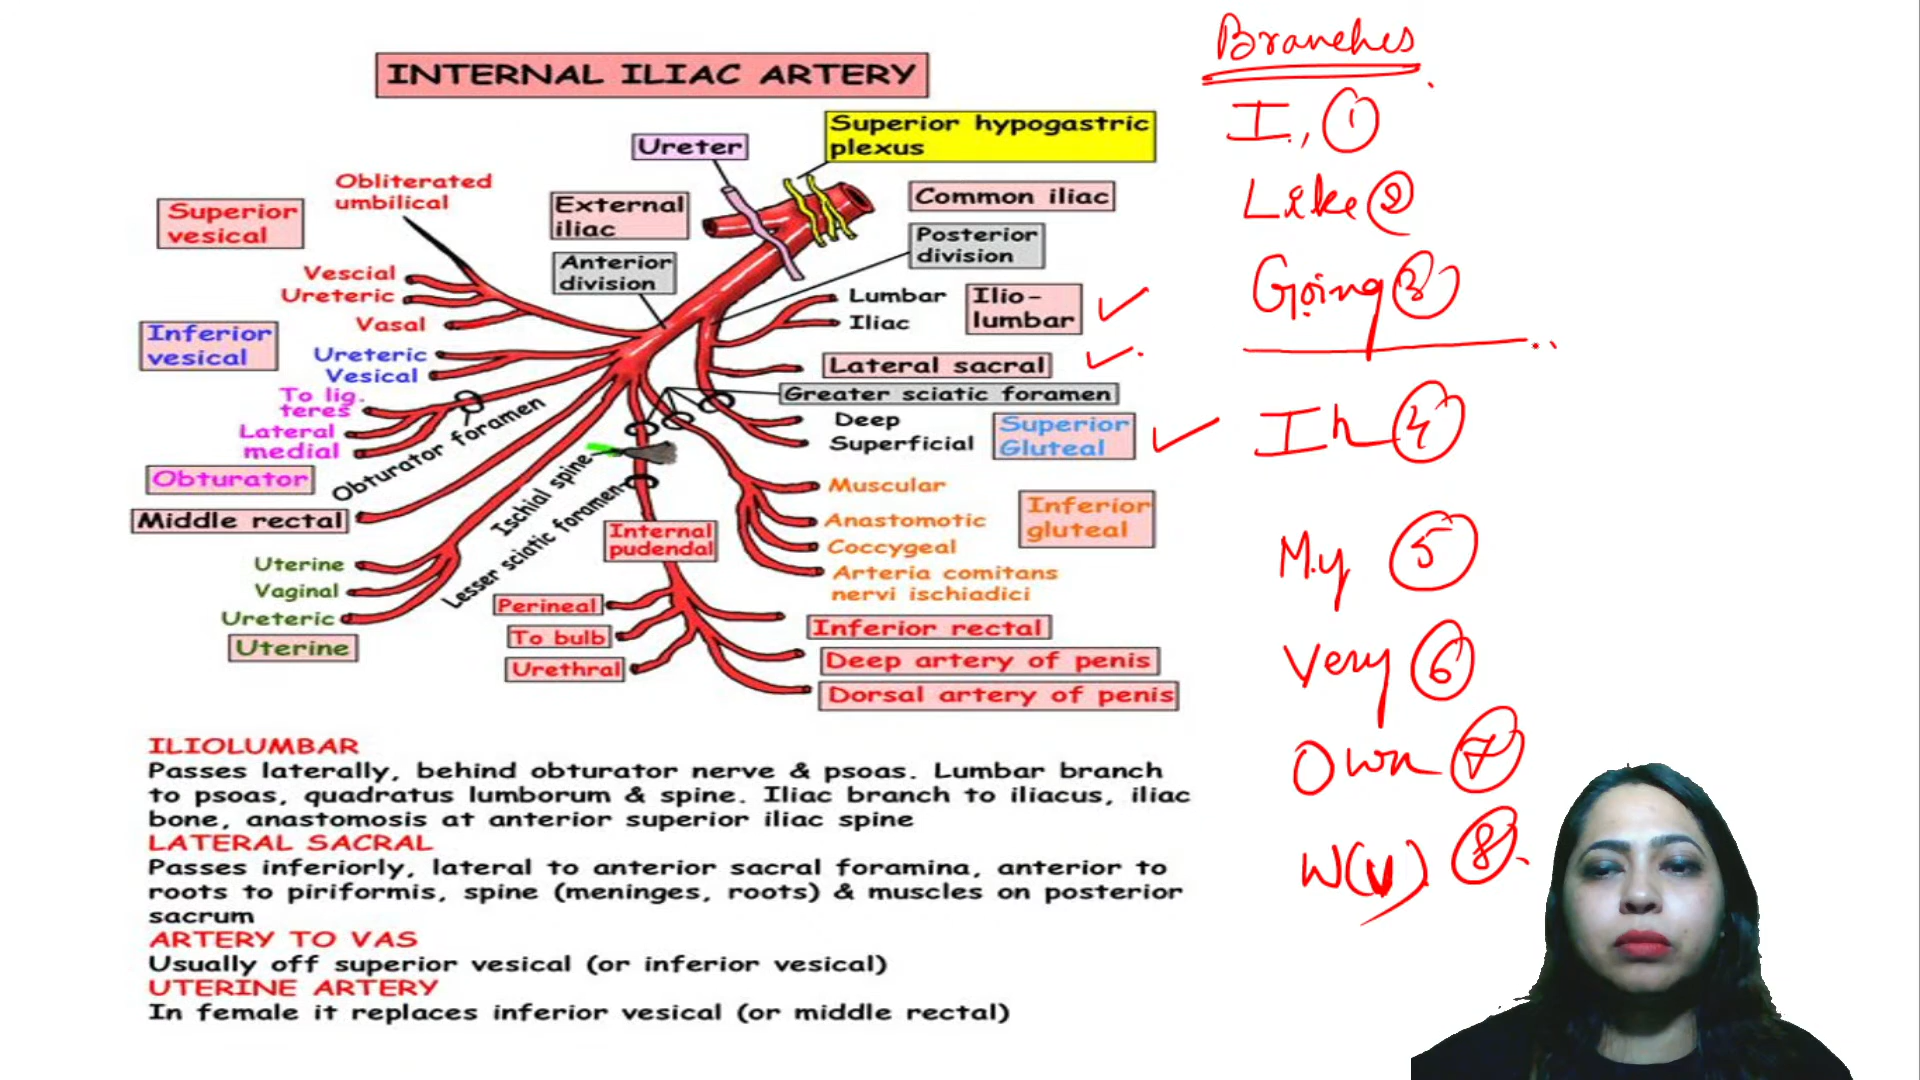 INTERNAL ILIAC ARTERY
Superior hypogastric
plexus
Ureter
Obliterated
umbilical
Superior
vesical
External
iliac
Common iliac
Posterior
division
Anterior
division
Vescial
Ureteric
Vasal
Lumbar
Iliac
Ilio-
lumbar
Inferior
vesical
Ureteric
Vesical
Lateral sacral
Greater sciatic foramen
To lig.
teres
Lateral
medial
Obturator foramen
Obturator
Deep
Superficial
Superior
Gluteal
Ischial spine
Lesser sciatic foramen
Middle rectal
Muscular
Anastomotic
Coccygeal
Arteria comitans
nervi ischiadici
Inferior
gluteal
Internal
pudendal
Uterine
Vaginal
Ureteric
Uterine
Perineal
To bulb
Urethral
Inferior rectal
Deep artery of penis
Dorsal artery of penis
ILIOLUMBAR
Passes laterally, behind obturator nerve & psoas. Lumbar branch
to psoas, quadratus lumborum & spine. Iliac branch to iliacus, iliac
bone, anastomosis at anterior superior iliac spine
LATERAL SACRAL
Passes inferiorly, lateral to anterior sacral foramina, anterior to
roots to piriformis, spine (meninges, roots) & muscles on posterior
sacrum
ARTERY TO VAS
Usually off superior vesical (or inferior vesical)
UTERINE ARTERY
In female it replaces inferior vesical (or middle rectal)
Branches
I, 1
Like 2
Going 3
In 4
My 5
Very 6
Own 7
W(V) 8